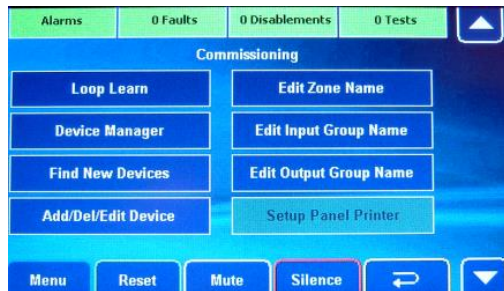 Alarms 0 Faults 0 Disablements 0 Tests
Commissioning
Loop Learn Edit Zone Name
Device Manager Edit Input Group Name
Find New Devices Edit Output Group Name
Add/Del/Edit Device Setup Panel Printer
Menu Reset Mute Silence